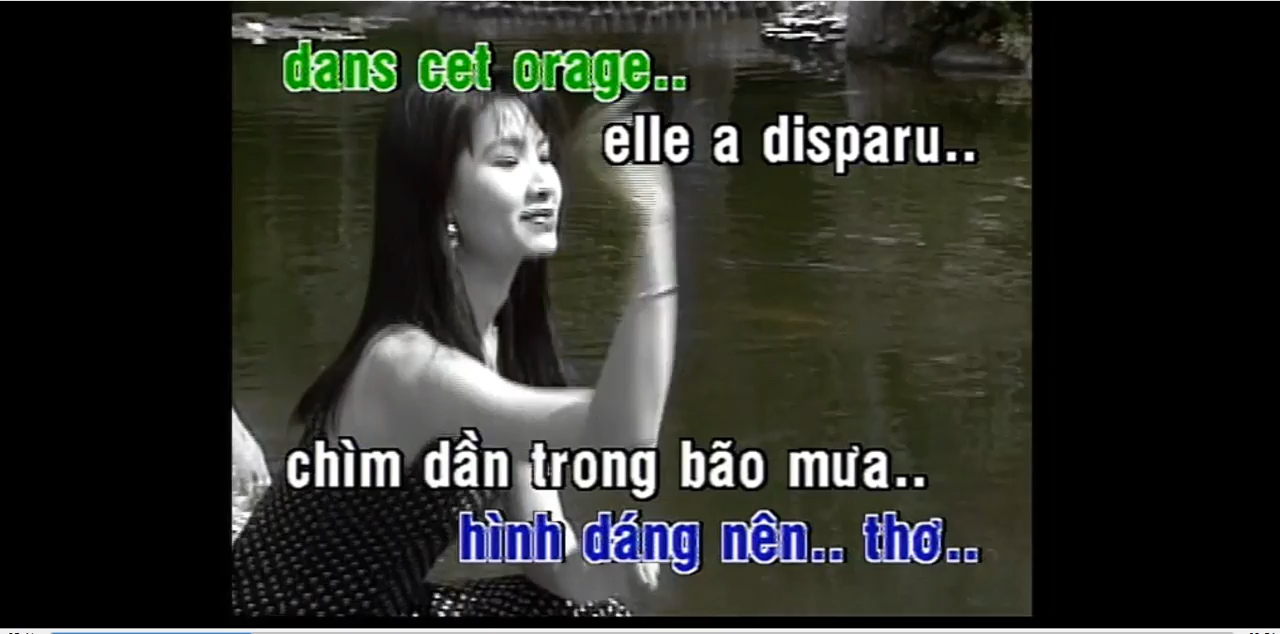 dans cet orage..
elle a disparu..
chìm dần trong bão mưa..
hình dáng nên.. thơ..